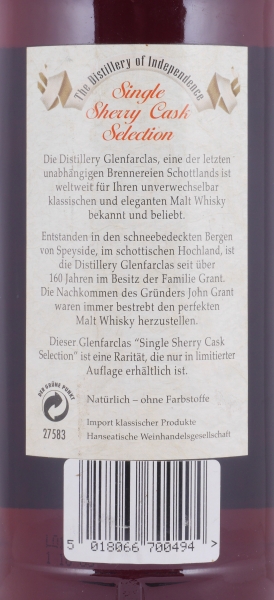 The Distillery of Independence
Single
Sherry Cask
Selection
Die Distillery Glenfarclas, eine der letzten
unabhängigen Brennereien Schottlands ist
weltweit für Ihren unverwechselbar
klassischen und eleganten Malt Whisky
bekannt und beliebt.
Entstanden in den schneebedeckten Bergen
von Speyside, im schottischen Hochland, ist
die Distillery Glenfarclas seit über
160 Jahren im Besitz der Familie Grant.
Die Nachkommen des Gründers John Grant
waren immer bestrebt den perfekten
Malt Whisky herzustellen.
Dieser Glenfarclas “Single Sherry Cask
Selection” ist eine Rarität, die nur in limitierter
Auflage erhältlich ist.
DER GRÜNE PUNKT
27583
Natürlich – ohne Farbstoffe
Import klassischer Produkte
Hanseatische Weinhandelsgesellschaft
5 018066 700494 >